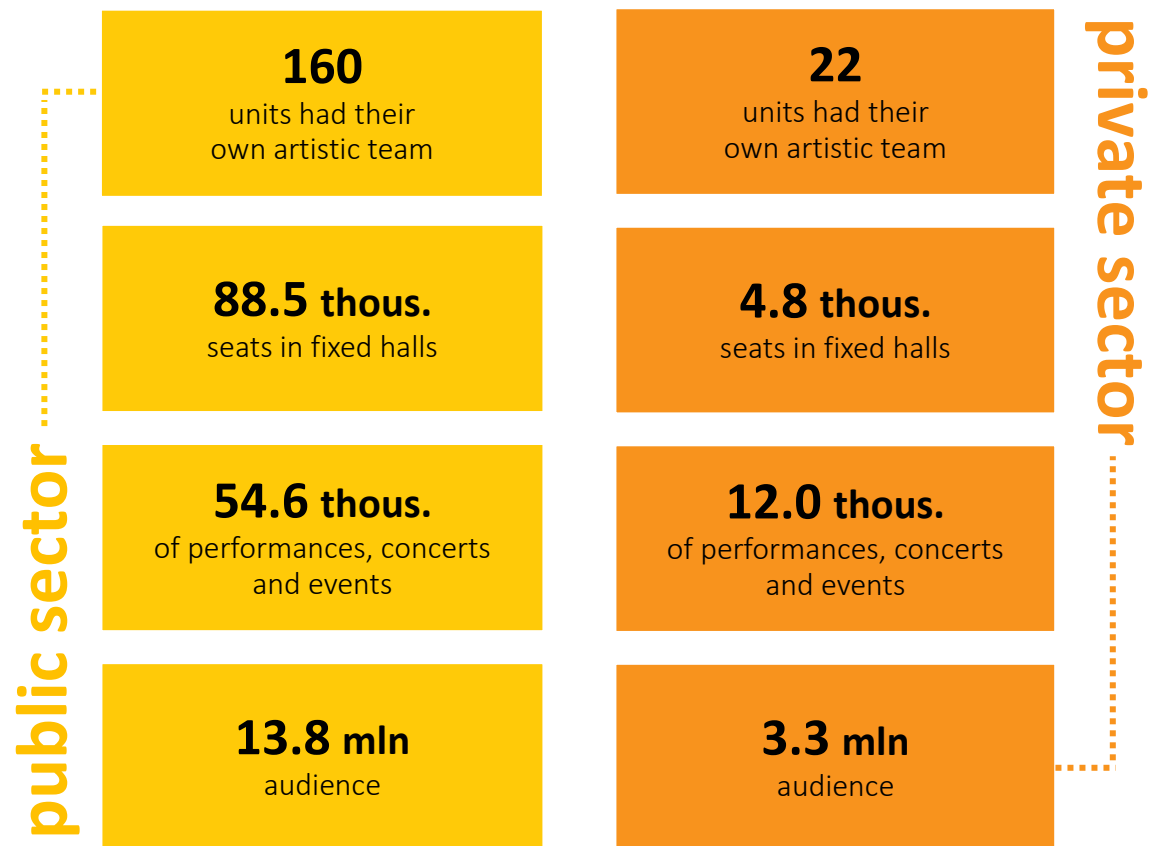 public sector
160
units had their
own artistic team
88.5 thous.
seats in fixed halls
54.6 thous.
of performances, concerts
and events
13.8 mln
audience
private sector
22
units had their
own artistic team
4.8 thous.
seats in fixed halls
12.0 thous.
of performances, concerts
and events
3.3 mln
audience